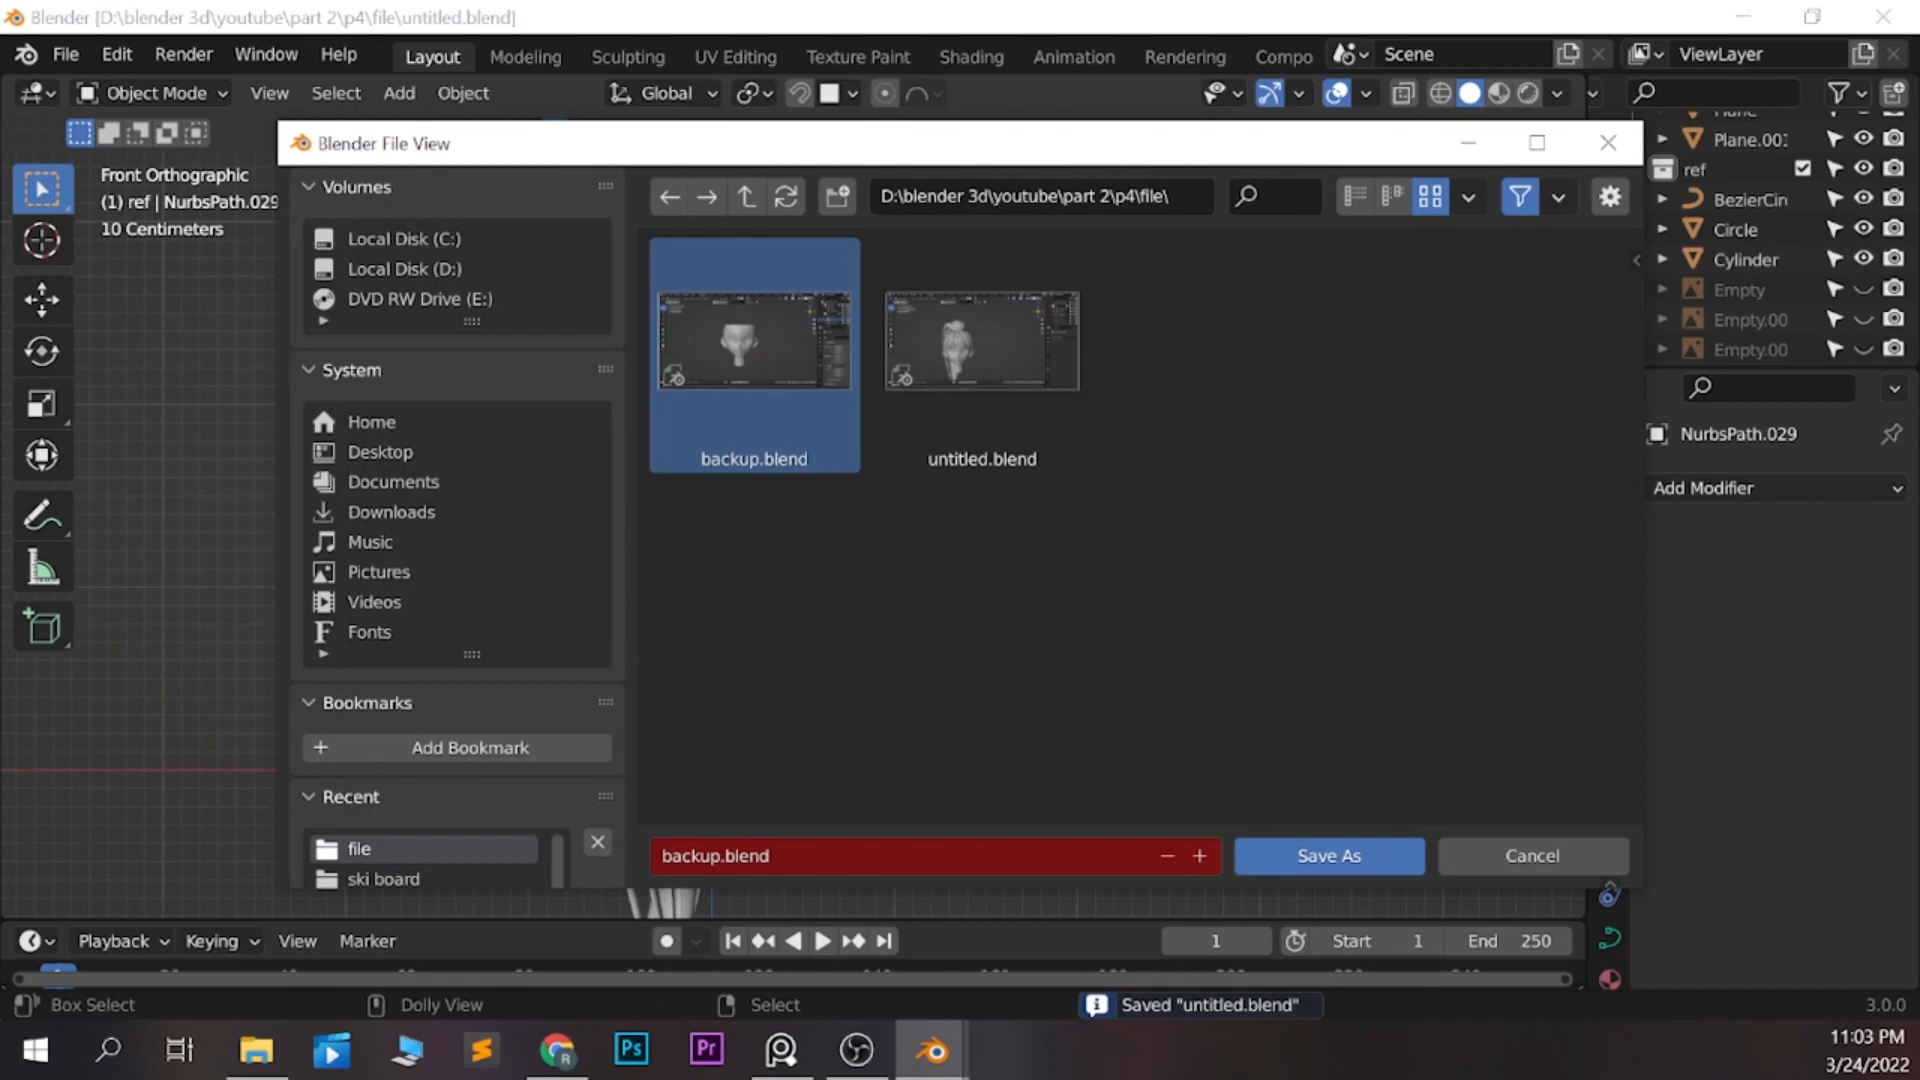 Blender [D:\blender 3d\youtube\part 2\p4\file\untitled.blend]
File Edit Render Window Help Layout Modeling Sculpting UV Editing Texture Paint Shading Animation Rendering Compo Scene ViewLayer
Object Mode View Select Add Object Global
Blender File View
Front Orthographic
(1) ref | NurbsPath.029
10 Centimeters
Volumes
Local Disk (C:)
Local Disk (D:)
DVD RW Drive (E:)
System
Home
Desktop
Documents
Downloads
Music
Pictures
Videos
Fonts
Bookmarks
Add Bookmark
Recent
file
ski board
D:\blender 3d\youtube\part 2\p4\file\
backup.blend
untitled.blend
backup.blend
Save As
Cancel
Plane.001
ref
BezierCir
Circle
Cylinder
Empty
Empty.00
Empty.00
NurbsPath.029
Add Modifier
Playback Keying View Marker 1 Start 1 End 250
Box Select Dolly View Select Saved "untitled.blend" 3.0.0
R Ps Pr
11:03 PM
3/24/2022